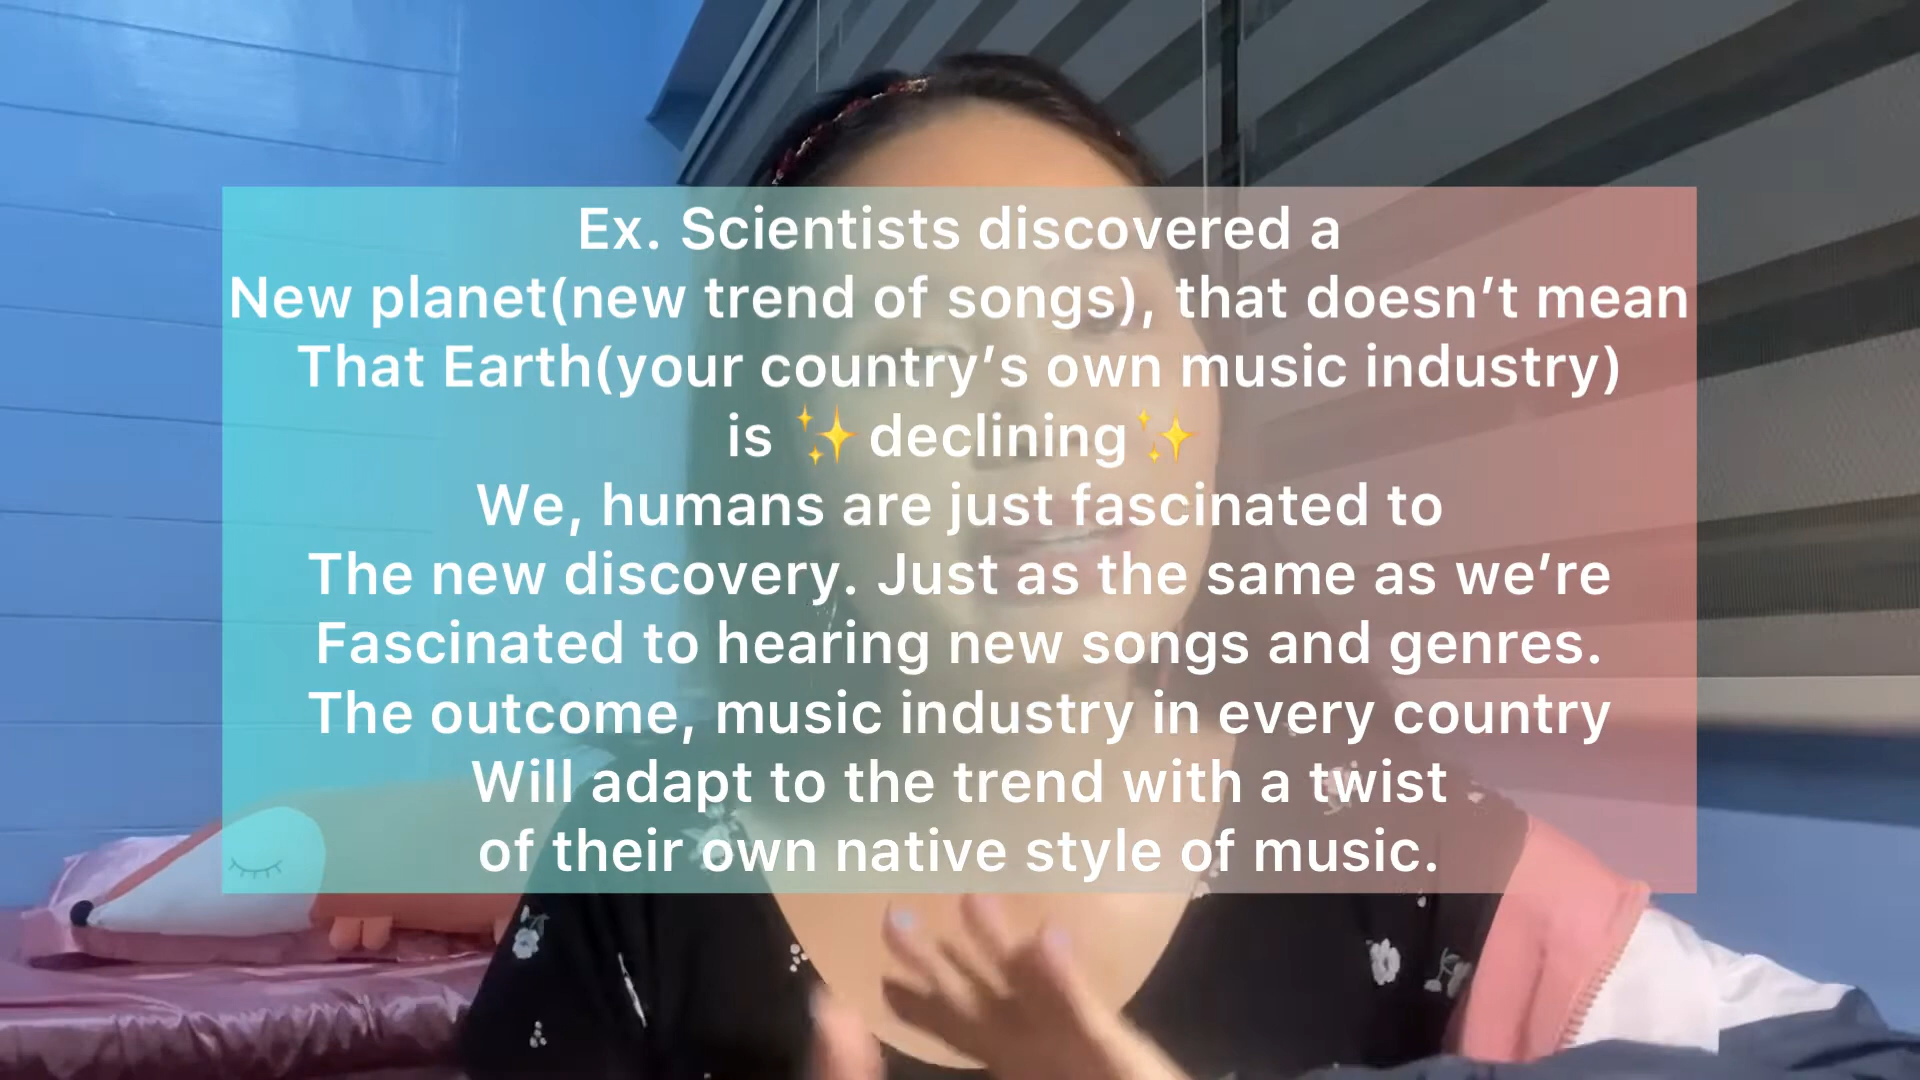 Ex. Scientists discovered a
New planet(new trend of songs), that doesn’t mean
That Earth(your country’s own music industry)
is ✨declining✨
We, humans are just fascinated to
The new discovery. Just as the same as we’re
Fascinated to hearing new songs and genres.
The outcome, music industry in every country
Will adapt to the trend with a twist
of their own native style of music.